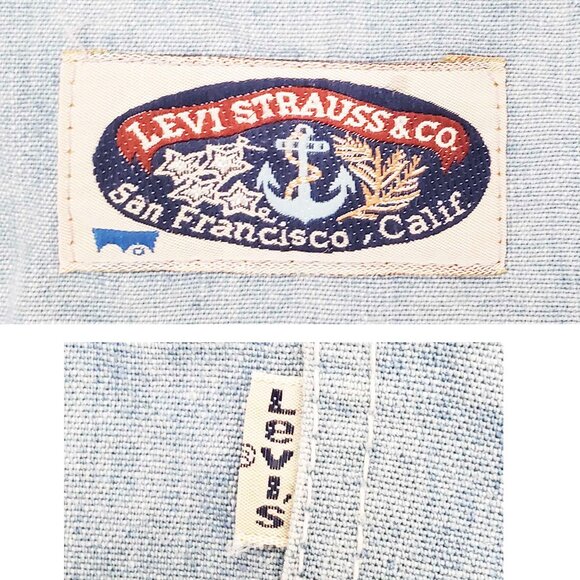 LEVI STRAUSS & CO.
San Francisco, Calif
LEVI'S
®